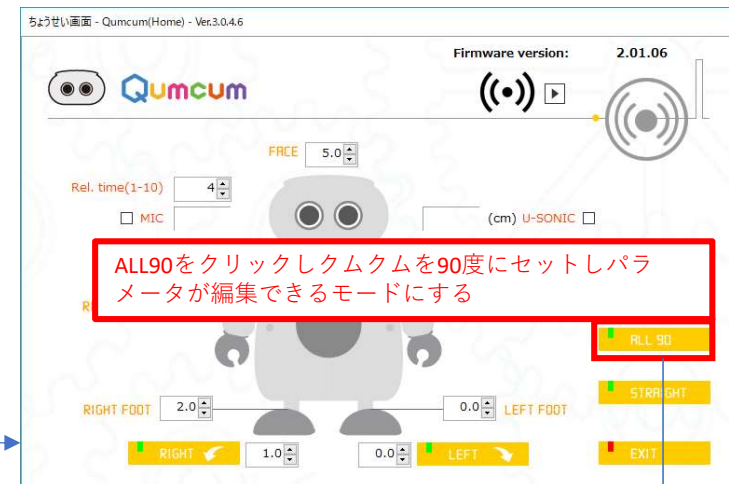 ちょうせい画面 - Qumcum(Home) - Ver.3.0.4.6
Firmware version: 2.01.06
Qumcum
FACE 5.0
Rel. time(1-10) 4
MIC (cm) U-SONIC
ALL90をクリックしクムクムを90度にセットしパラ
メータが編集できるモードにする
ALL 90
STRAIGHT
RIGHT FOOT 2.0 0.0 LEFT FOOT
RIGHT 1.0 0.0 LEFT EXIT